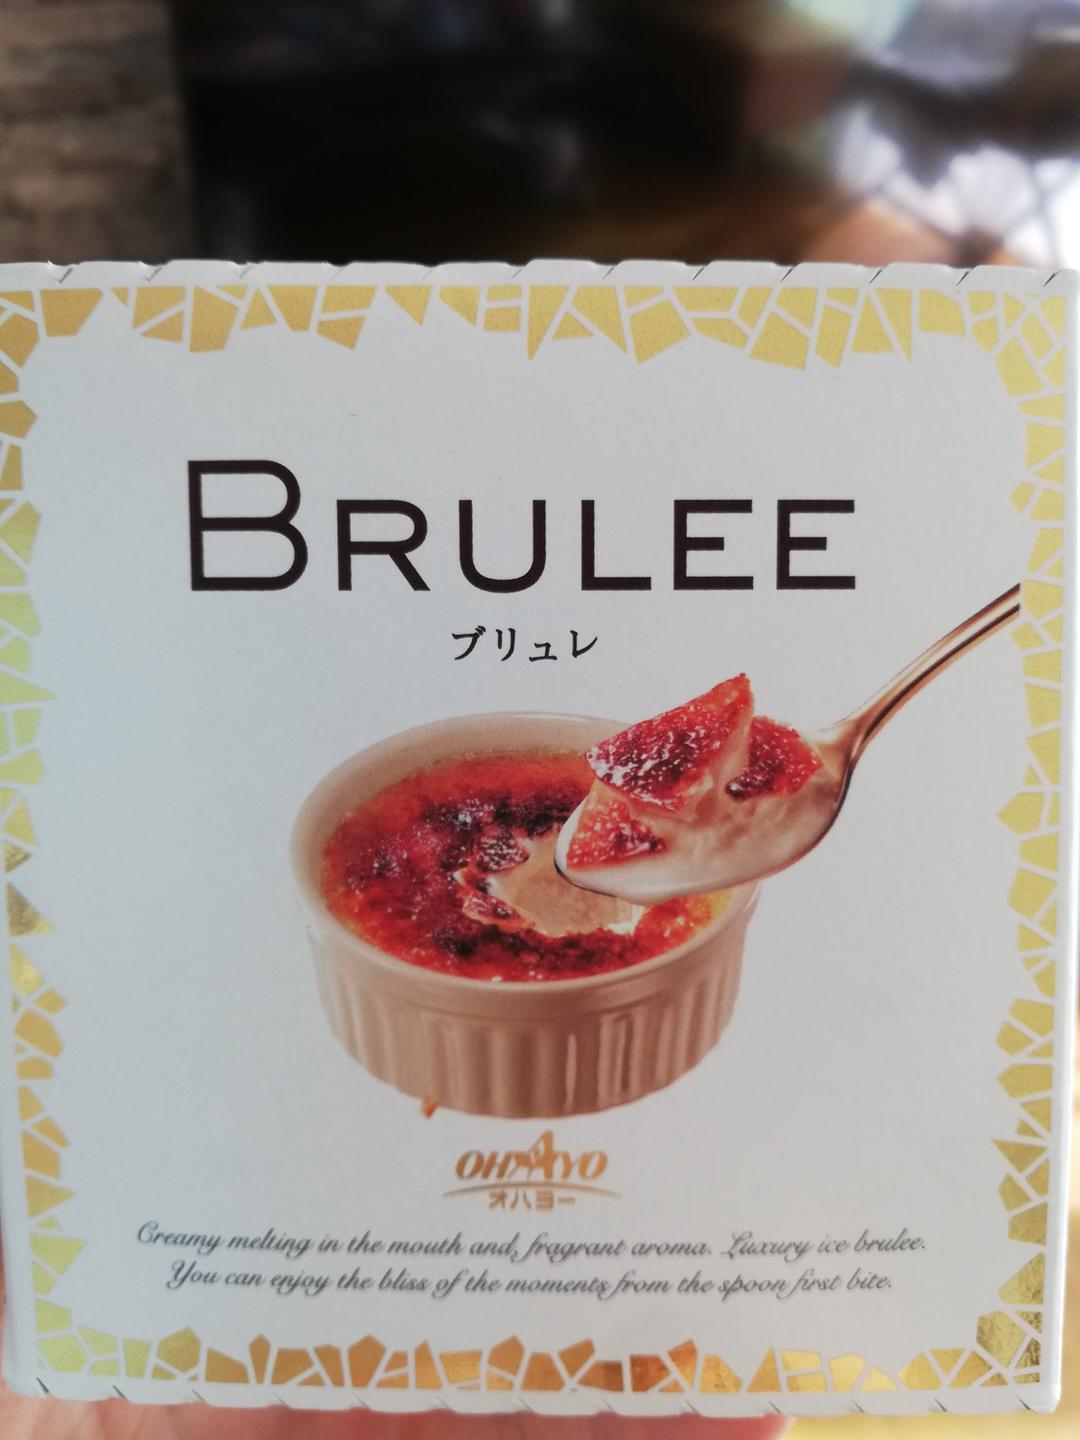 BRULEE
ブリュレ
OHAYO
オハヨー
Creamy melting in the mouth and, fragrant aroma. Luxury ice brulee.
You can enjoy the bliss of the moments from the spoon first bite.